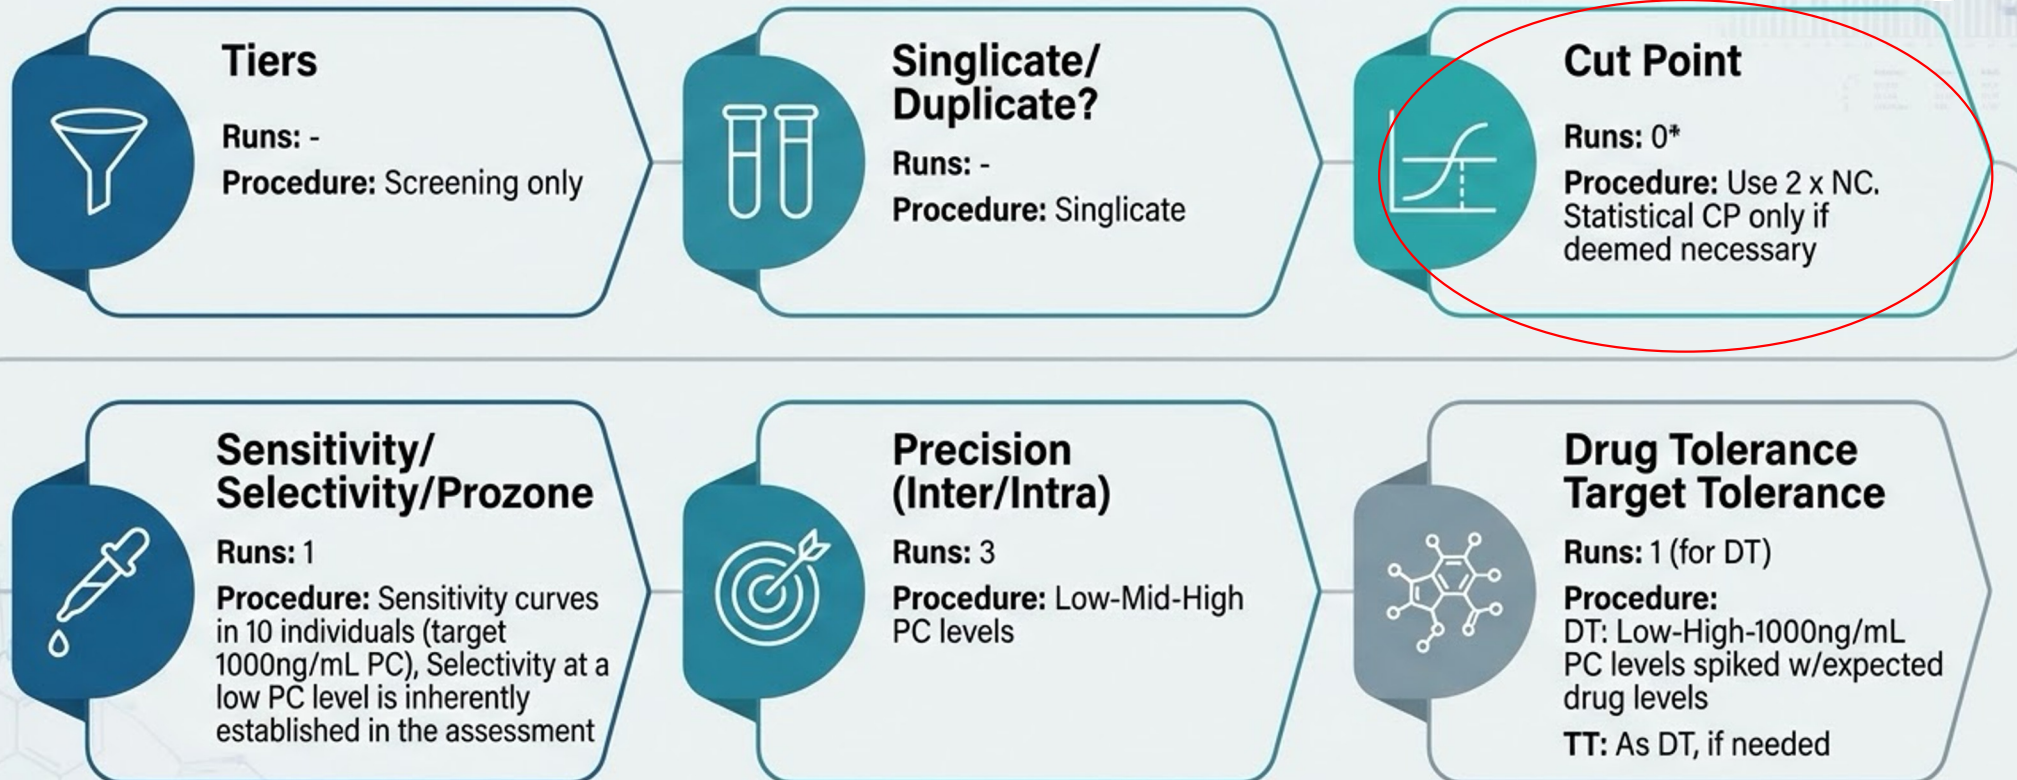 Tiers
Runs: -
Procedure: Screening only
Singlicate/
Duplicate?
Runs: -
Procedure: Singlicate
Cut Point
Runs: 0*
Procedure: Use 2 x NC.
Statistical CP only if
deemed necessary
Sensitivity/
Selectivity/Prozone
Runs: 1
Procedure: Sensitivity curves
in 10 individuals (target
1000ng/mL PC), Selectivity at a
low PC level is inherently
established in the assessment
Precision
(Inter/Intra)
Runs: 3
Procedure: Low-Mid-High
PC levels
Drug Tolerance
Target Tolerance
Runs: 1 (for DT)
Procedure:
DT: Low-High-1000ng/mL
PC levels spiked w/expected
drug levels
TT: As DT, if needed